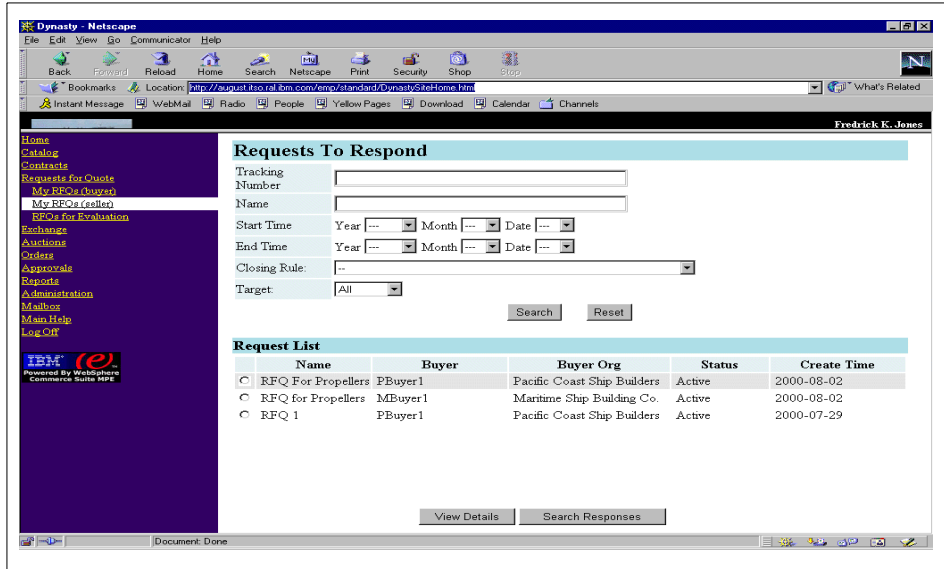 Dynasty - Netscape
File Edit View Go Communicator Help
Back Forward Reload Home Search Netscape Print Security Shop Stop
Bookmarks Location: http://august.itso.ral.ibm.com/emp/standard/DynastySiteHome.html What's Related
Instant Message WebMail Radio People Yellow Pages Download Calendar Channels
Fredrick K. Jones
Home
Catalog
Contracts
Requests for Quote
My RFQs (buyer)
My RFQs (seller)
RFQs for Evaluation
Exchange
Auctions
Orders
Approvals
Reports
Administration
Mailbox
Main Help
Log Off
IBM e
Powered By WebSphere
Commerce Suite MPE
Requests To Respond
Tracking
Number
Name
Start Time Year --- Month --- Date ---
End Time Year --- Month --- Date ---
Closing Rule: --
Target: All
Search Reset
Request List
Name Buyer Buyer Org Status Create Time
RFQ For Propellers PBuyer1 Pacific Coast Ship Builders Active 2000-08-02
RFQ for Propellers MBuyer1 Maritime Ship Building Co. Active 2000-08-02
RFQ 1 PBuyer1 Pacific Coast Ship Builders Active 2000-07-29
View Details Search Responses
Document: Done